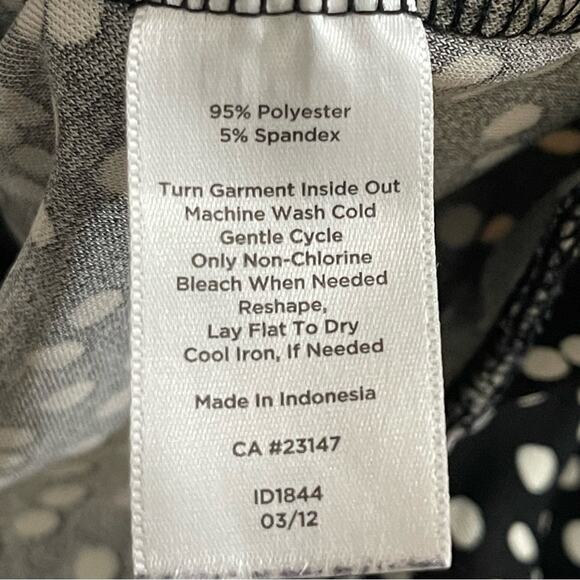 95% Polyester
5% Spandex
Turn Garment Inside Out
Machine Wash Cold
Gentle Cycle
Only Non-Chlorine
Bleach When Needed
Reshape,
Lay Flat To Dry
Cool Iron, If Needed
Made In Indonesia
CA #23147
ID1844
03/12